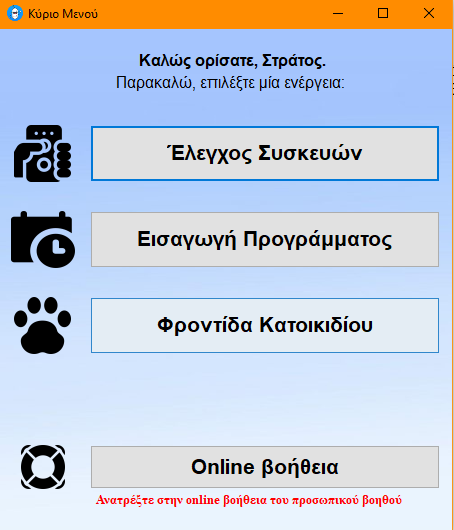 Κύριο Μενού
Καλώς ορίσατε, Στράτος.
Παρακαλώ, επιλέξτε μία ενέργεια:
Έλεγχος Συσκευών
Εισαγωγή Προγράμματος
Φροντίδα Κατοικιδίου
Online βοήθεια
Ανατρέξτε στην online βοήθεια του προσωπικού βοηθού